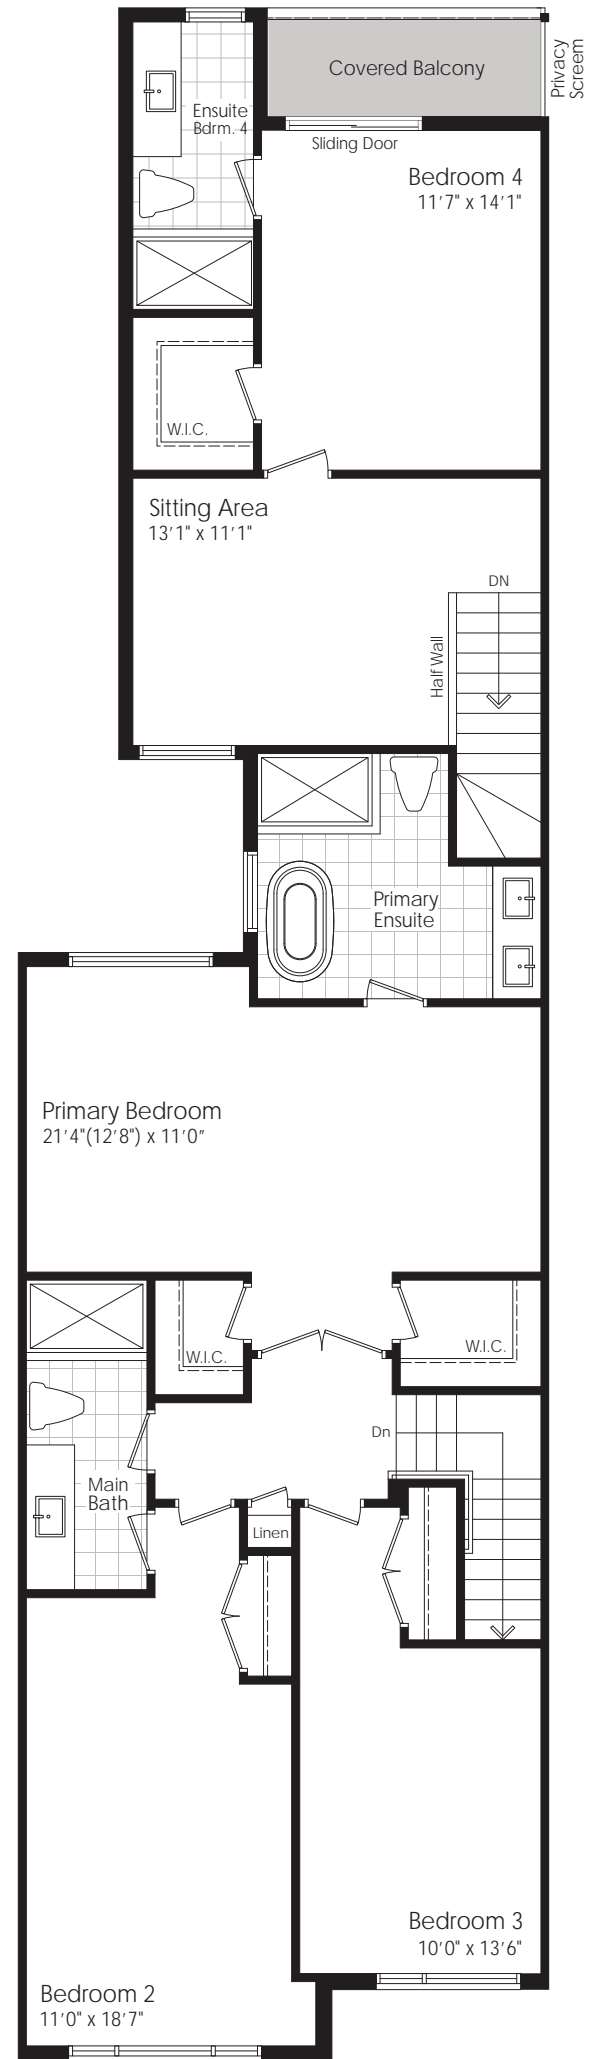 Covered Balcony
Privacy
Screem
Ensuite
Bdrm. 4
Sliding Door
Bedroom 4
11'7" x 14'1"
W.I.C.
Sitting Area
13'1" x 11'1"
DN
Half Wall
Primary
Ensuite
Primary Bedroom
21'4"(12'8") x 11'0"
W.I.C.
W.I.C.
Dn
Main
Bath
Linen
Bedroom 3
10'0" x 13'6"
Bedroom 2
11'0" x 18'7"